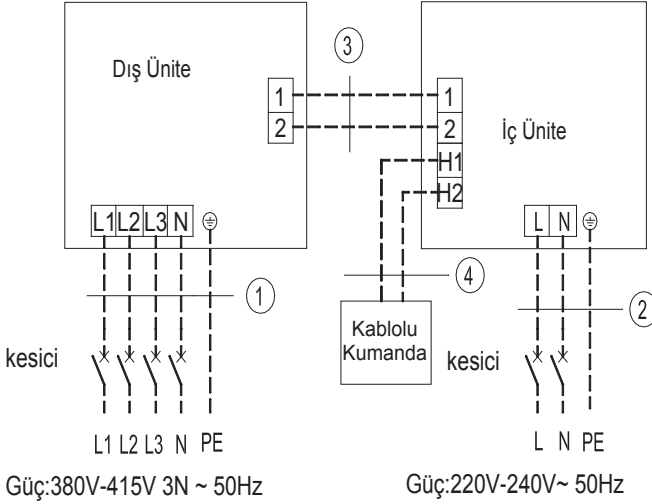 Dış Ünite
1
2
3
1
2
H1
H2
İç Ünite
L1 L2 L3 N
L N
1
4
2
Kablolu
Kumanda
kesici
kesici
L1 L2 L3 N PE
L N PE
Güç:380V-415V 3N ~ 50Hz
Güç:220V-240V~ 50Hz